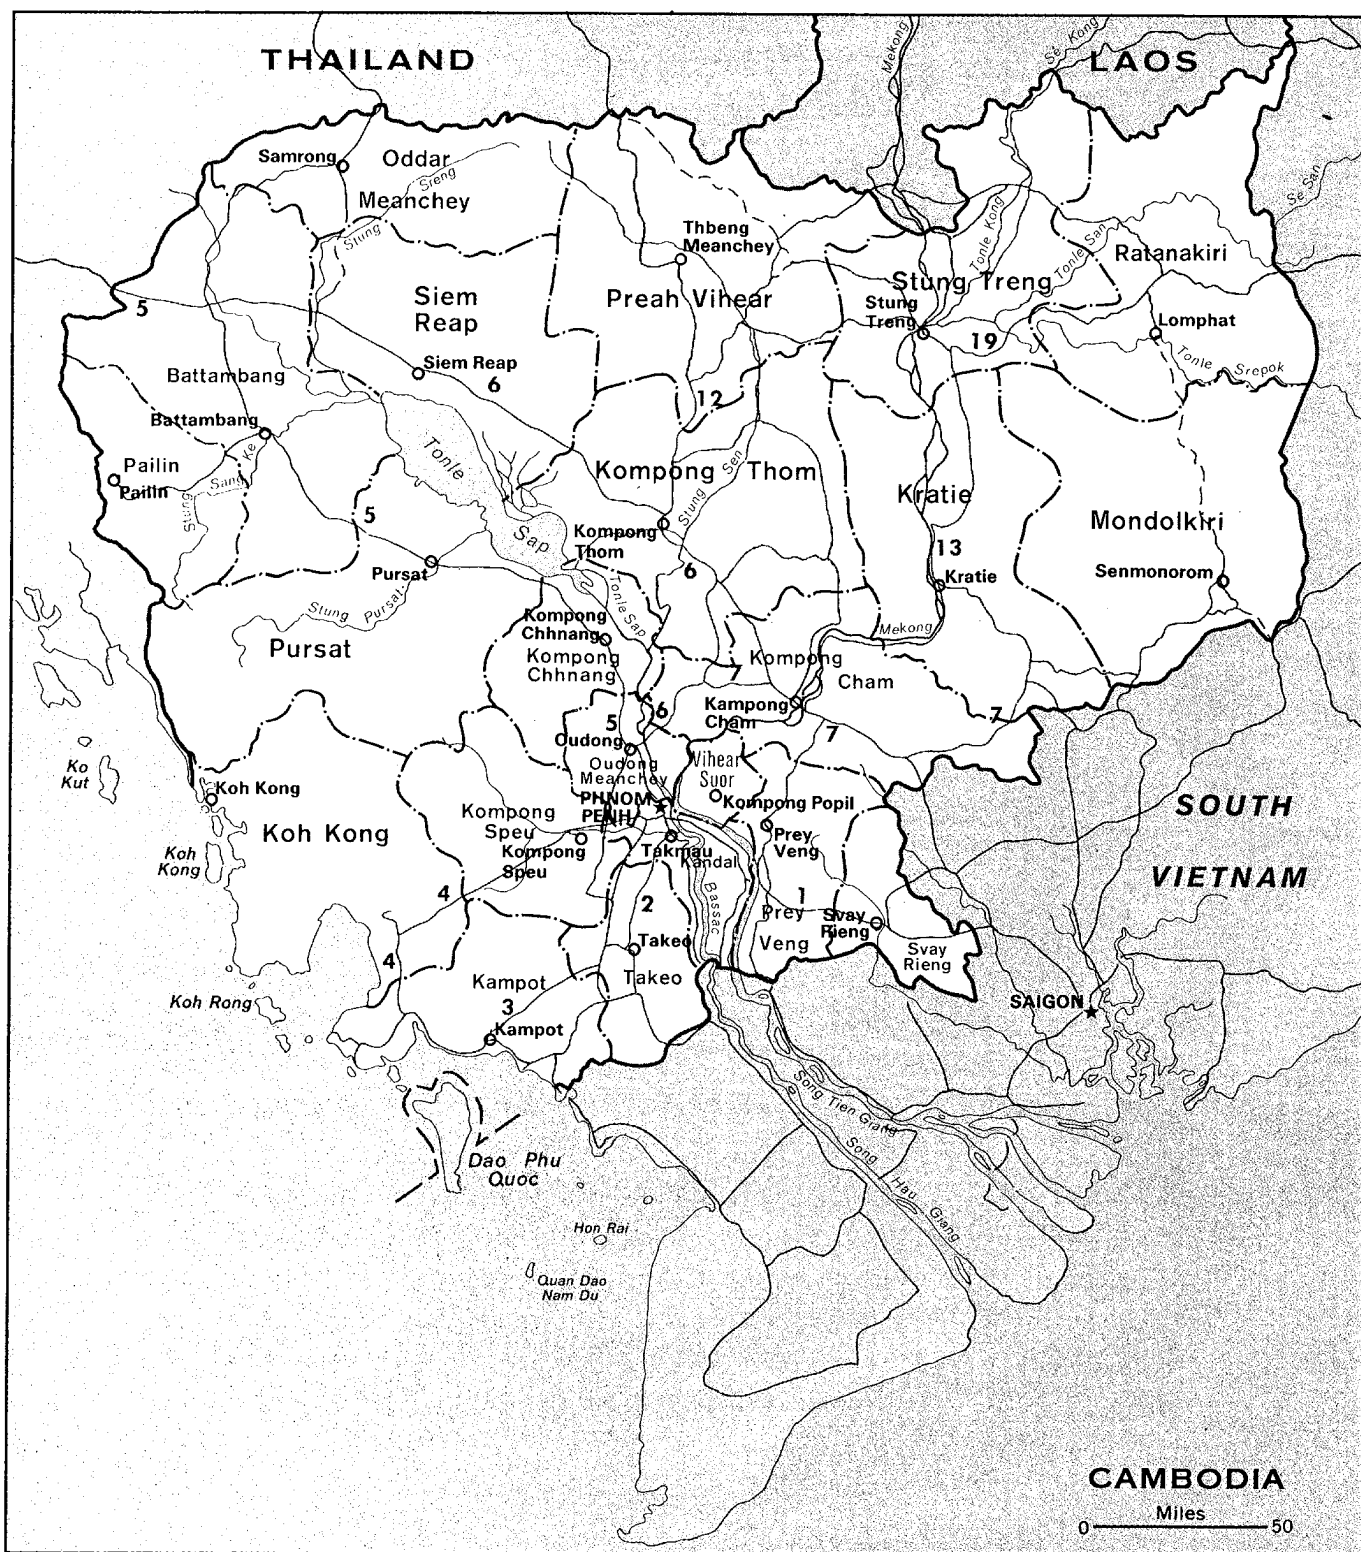 THAILAND
LAOS
Mekong
Se Kong
Se San
Samrong
Oddar
Meanchey
Sreng
Stung
Thbeng
Meanchey
Tonle Kong
Tonle San
Ratanakiri
Siem
Reap
Preah Vihear
Stung Treng
Stung
Treng
5
Lomphat
19
Siem Reap
6
Tonle Srepok
Battambang
12
Battambang
Tonle
Sap
Pailin
Pailin
Stung
Sang
Ke
Kompong Thom
Stung Sen
Kratie
5
Mondolkiri
Kompong
Thom
13
Pursat
6
Kratie
Senmonorom
Stung
Pursat
Tonle Sap
Kompong
Chhnang
Mekong
Pursat
Kompong
Chhnang
Kompong
Cham
7
Kampong
Cham
5
6
7
7
Oudong
Oudong
Meanchey
Vihear
Suor
Ko
Kut
Koh Kong
PHNOM
PENH
Kompong Popil
SOUTH
VIETNAM
Koh Kong
Kompong
Speu
Kompong
Speu
Takmau
Kandal
Prey
Veng
Koh
Kong
4
2
Bassac
1
Prey
Veng
Svay
Rieng
Svay
Rieng
Takeo
4
Kampot
Takeo
Koh Rong
3
Kampot
SAIGON
Song Tien Giang
Song Hau Giang
Dao Phu
Quoc
Hon Rai
Quan Dao
Nam Du
CAMBODIA
Miles
0
50